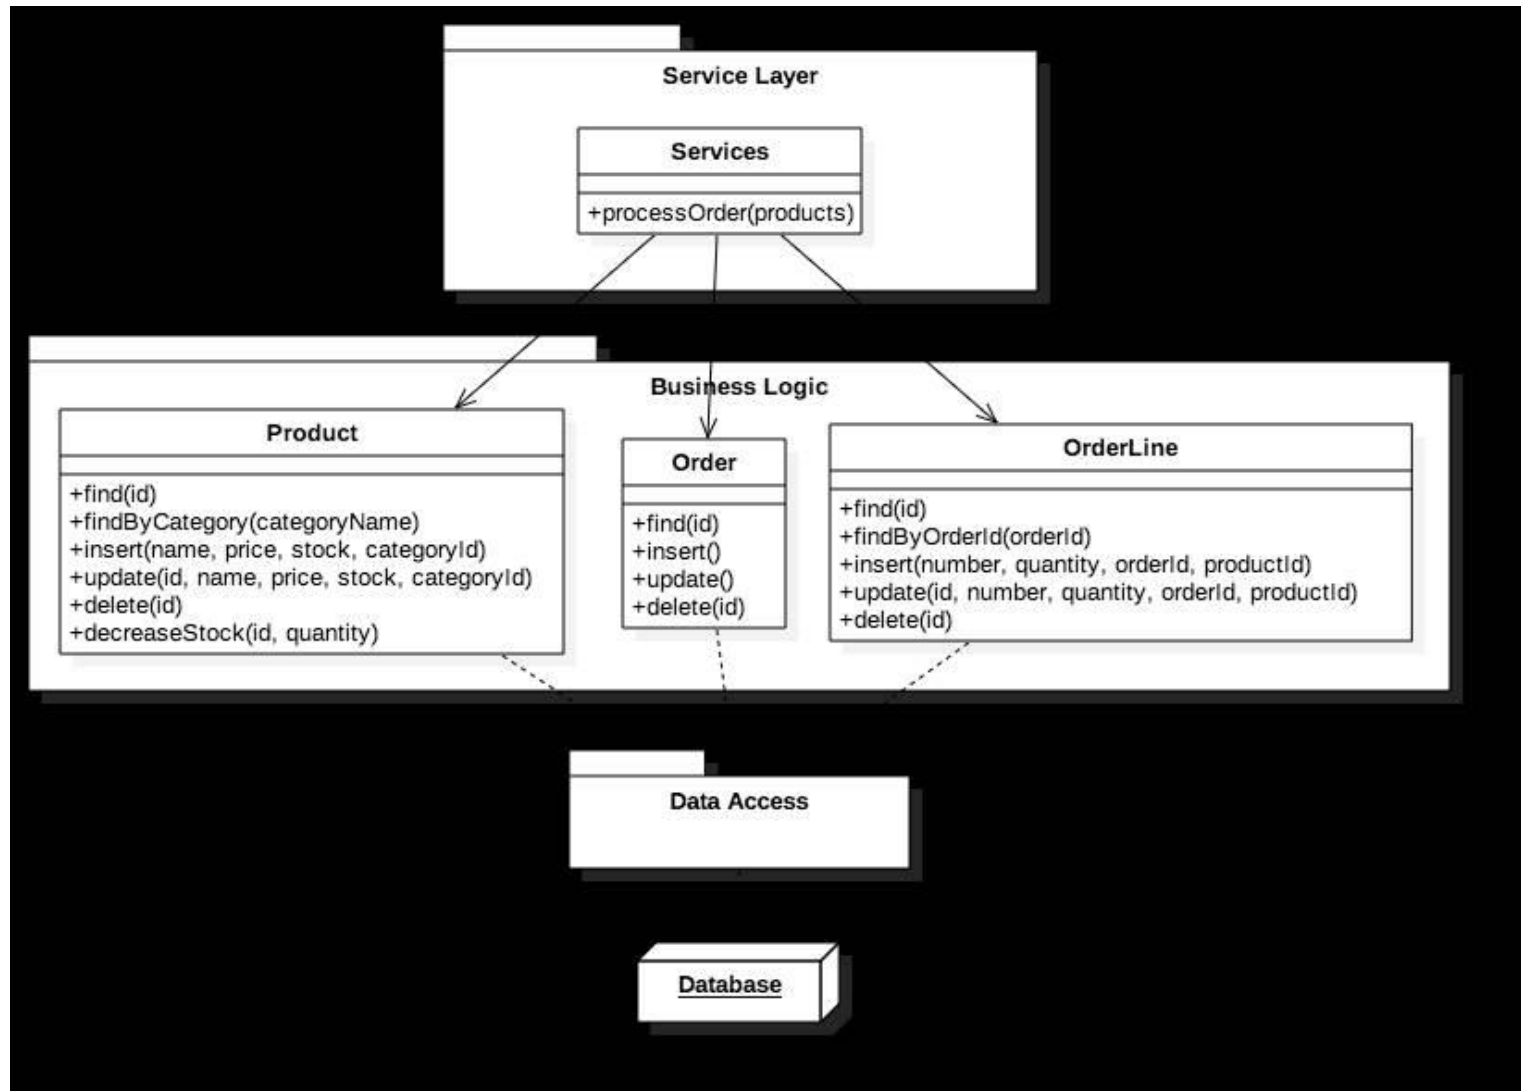 Service Layer
Services
+processOrder(products)
Business Logic
Product
+find(id)
+findByCategory(categoryName)
+insert(name, price, stock, categoryId)
+update(id, name, price, stock, categoryId)
+delete(id)
+decreaseStock(id, quantity)
Order
+find(id)
+insert()
+update()
+delete(id)
OrderLine
+find(id)
+findByOrderId(orderId)
+insert(number, quantity, orderId, productId)
+update(id, number, quantity, orderId, productId)
+delete(id)
Data Access
Database